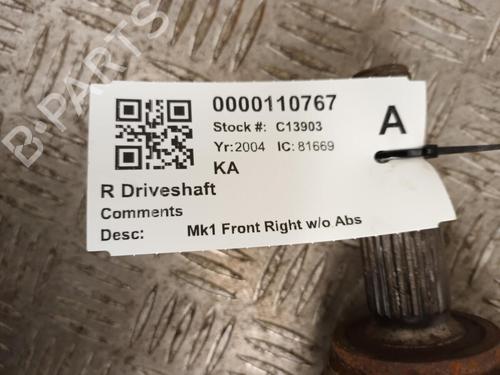 B-PARTS
0000110767
Stock #: C13903
A
Yr:2004 IC: 81669
KA
R Driveshaft
Comments
Desc: Mk1 Front Right w/o Abs